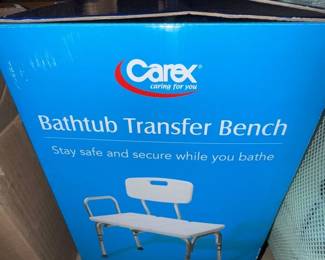 Carex®
caring for you
Bathtub Transfer Bench
Stay safe and secure while you bathe